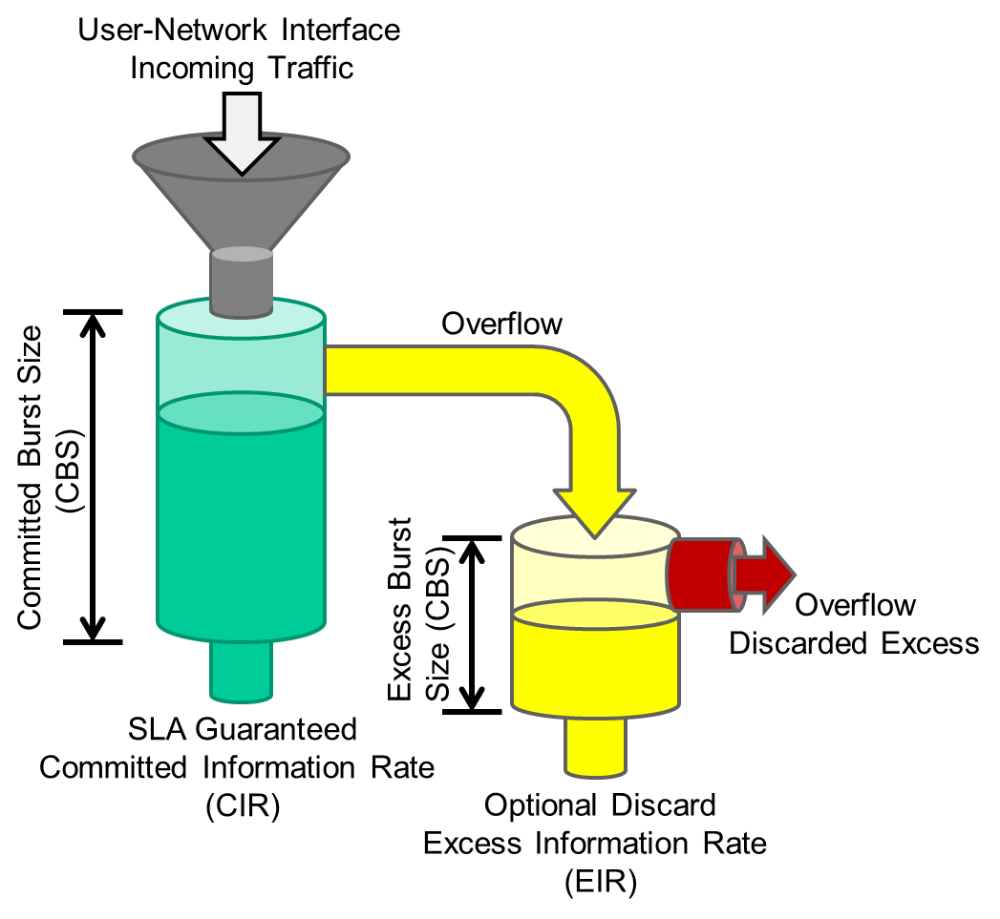 User-Network Interface
Incoming Traffic
Overflow
Committed Burst Size
(CBS)
Excess Burst
Size (CBS)
Overflow
Discarded Excess
SLA Guaranteed
Committed Information Rate
(CIR)
Optional Discard
Excess Information Rate
(EIR)